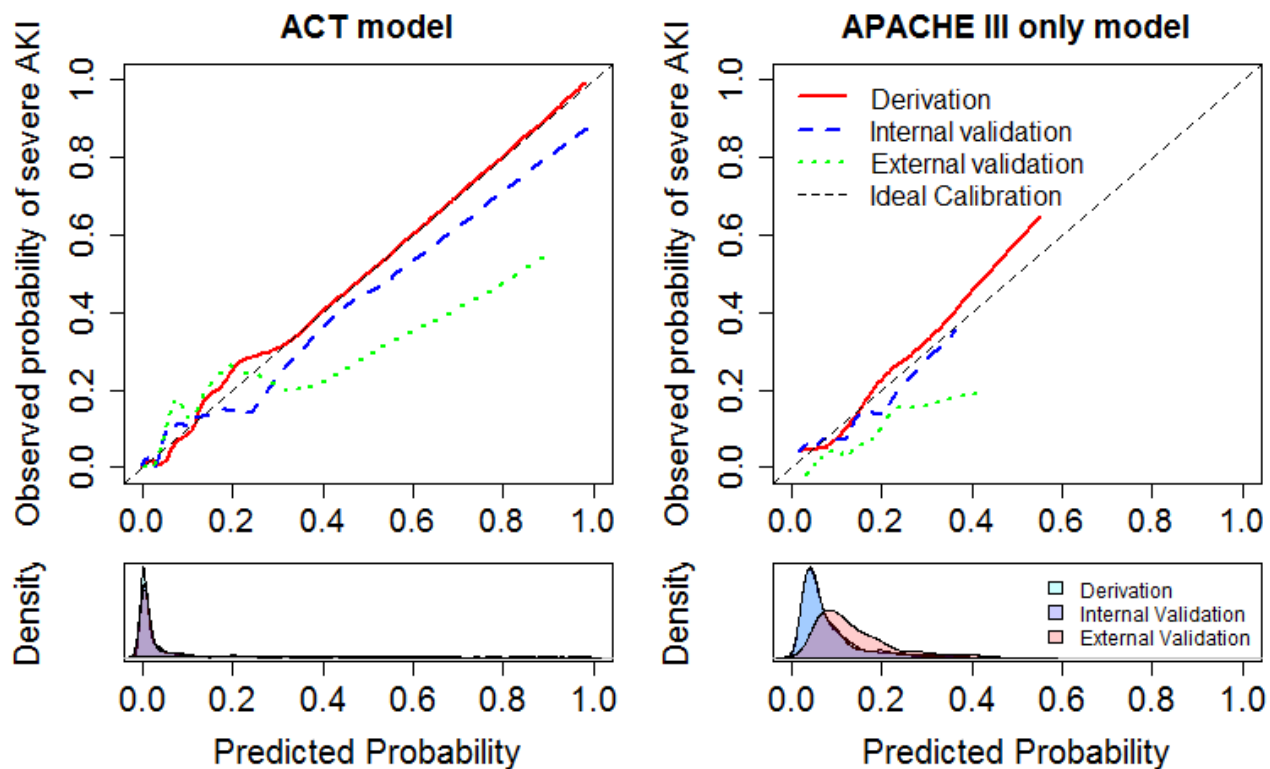 ACT model
Observed probability of severe AKI
0.0 0.2 0.4 0.6 0.8 1.0
0.0 0.2 0.4 0.6 0.8 1.0
Density
0.0 0.2 0.4 0.6 0.8 1.0
Predicted Probability
APACHE III only model
Observed probability of severe AKI
0.0 0.2 0.4 0.6 0.8 1.0
Derivation
Internal validation
External validation
Ideal Calibration
0.0 0.2 0.4 0.6 0.8 1.0
Density
Derivation
Internal Validation
External Validation
0.0 0.2 0.4 0.6 0.8 1.0
Predicted Probability